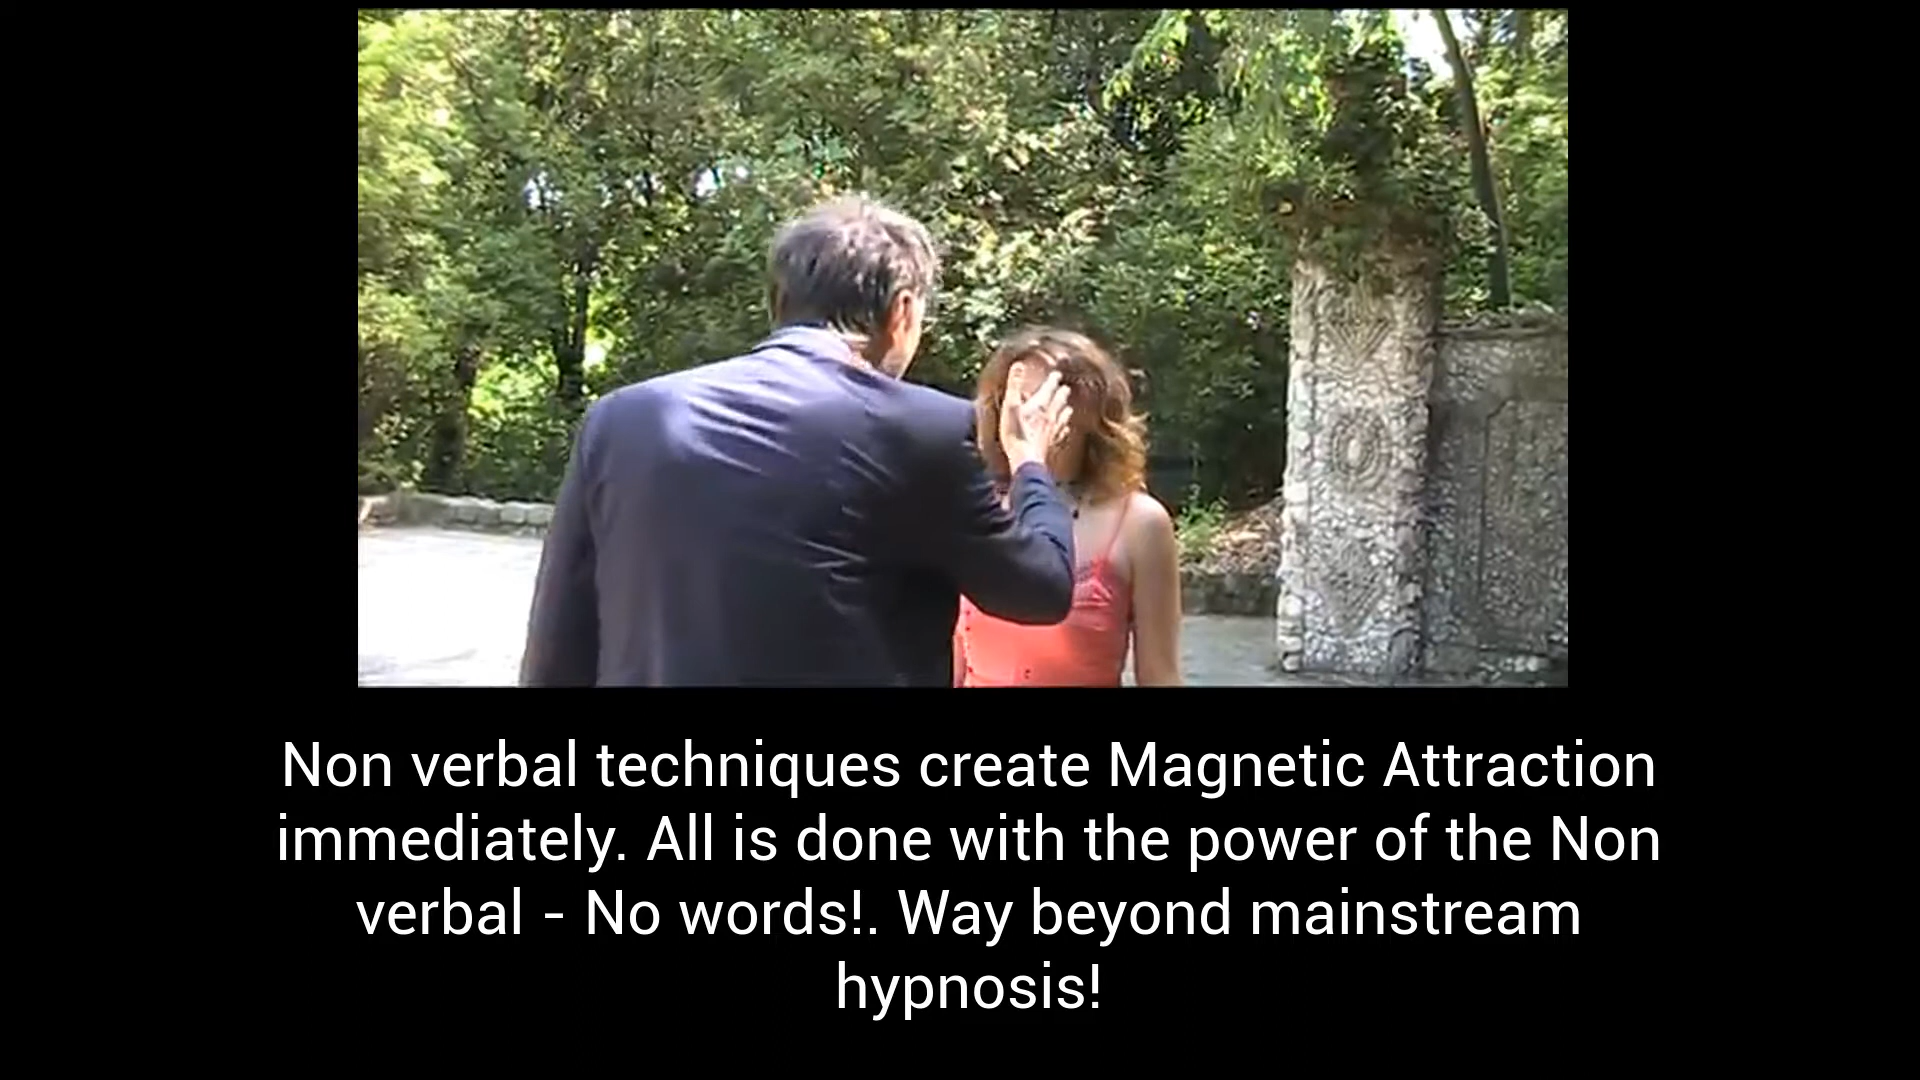 Non verbal techniques create Magnetic Attraction
immediately. All is done with the power of the Non
verbal - No words!. Way beyond mainstream
hypnosis!